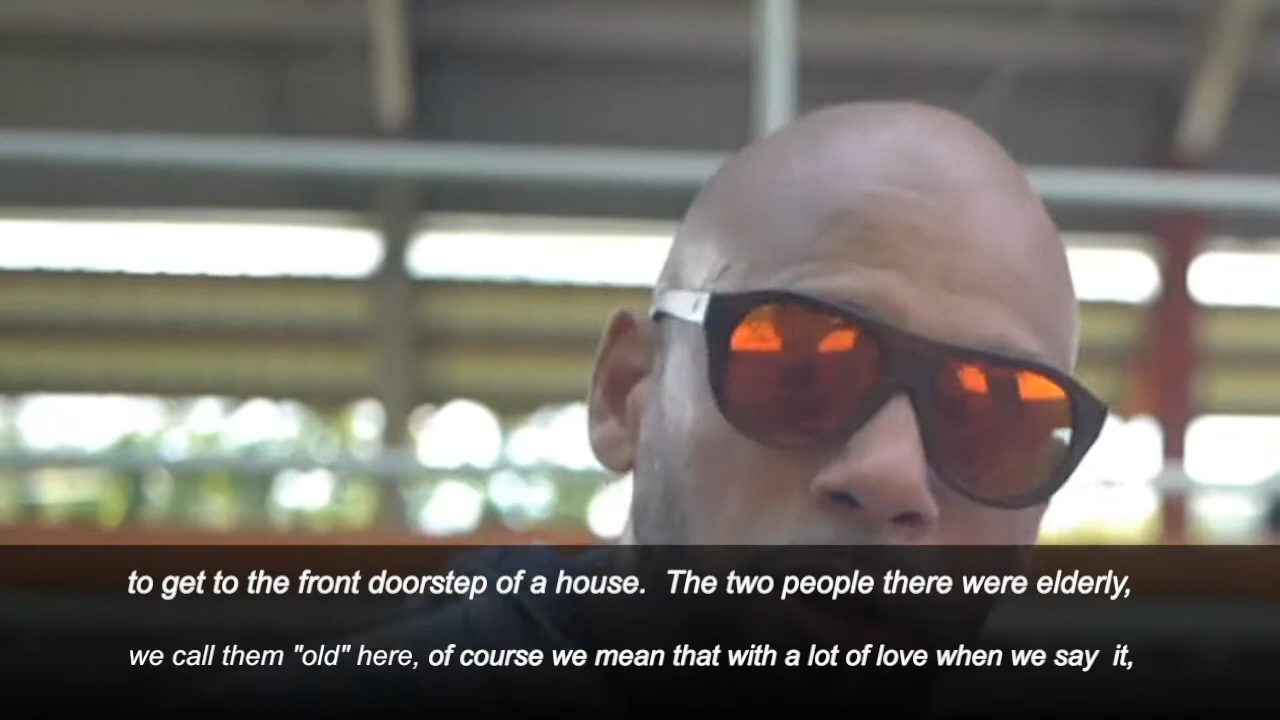 to get to the front doorstep of a house.  The two people there were elderly,
we call them "old" here, of course we mean that with a lot of love when we say  it,